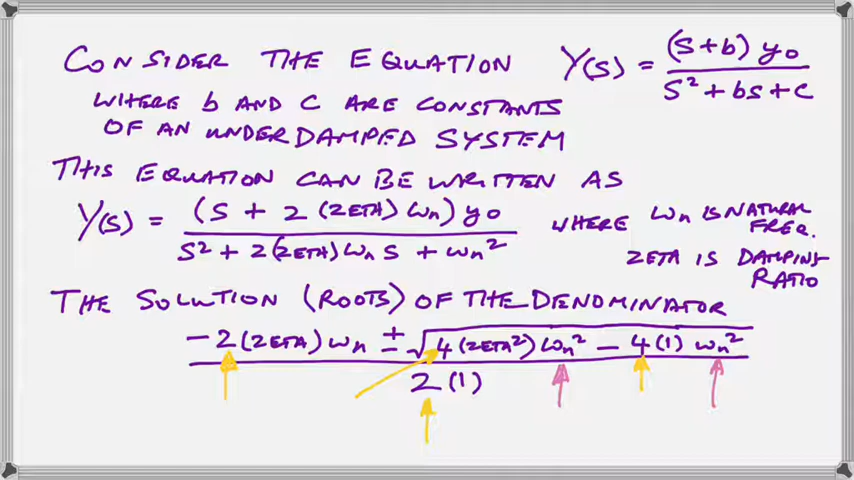 CONSIDER THE EQUATION Y(S) = (S+b) y₀ / S² + bs + c
WHERE b AND C ARE CONSTANTS
OF AN UNDERDAMPED SYSTEM
THIS EQUATION CAN BE WRITTEN AS
Y(S) = (S + 2 (ZETA) ωn) y₀ / S² + 2(ZETA) ωn S + ωn²
WHERE ωn IS NATURAL
FREQ.
ZETA IS DAMPING
RATIO
THE SOLUTION (ROOTS) OF THE DENOMINATOR
−2(ZETA) ωn ± √4(ZETA²) ωn² − 4(1) ωn²
2(1)